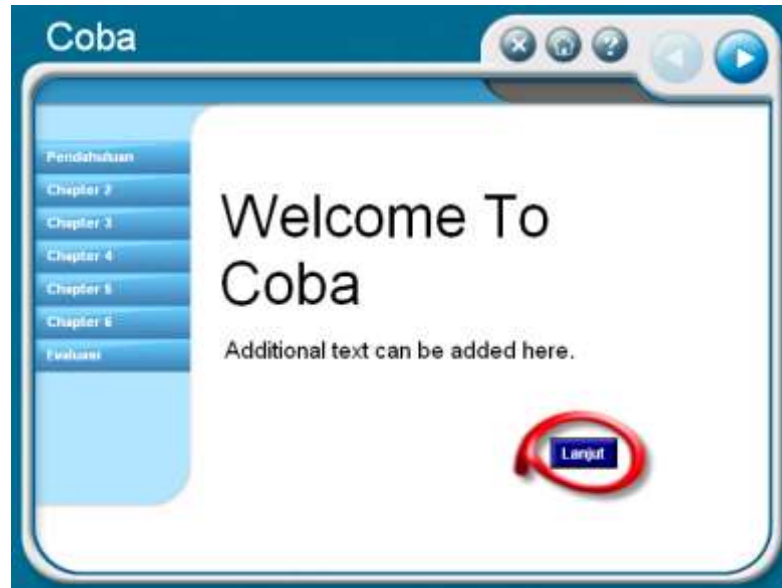 Coba
Pendahuluan
Chapter 2
Chapter 3
Chapter 4
Chapter 5
Chapter 6
Evaluasi
Welcome To
Coba
Additional text can be added here.
Lanjut